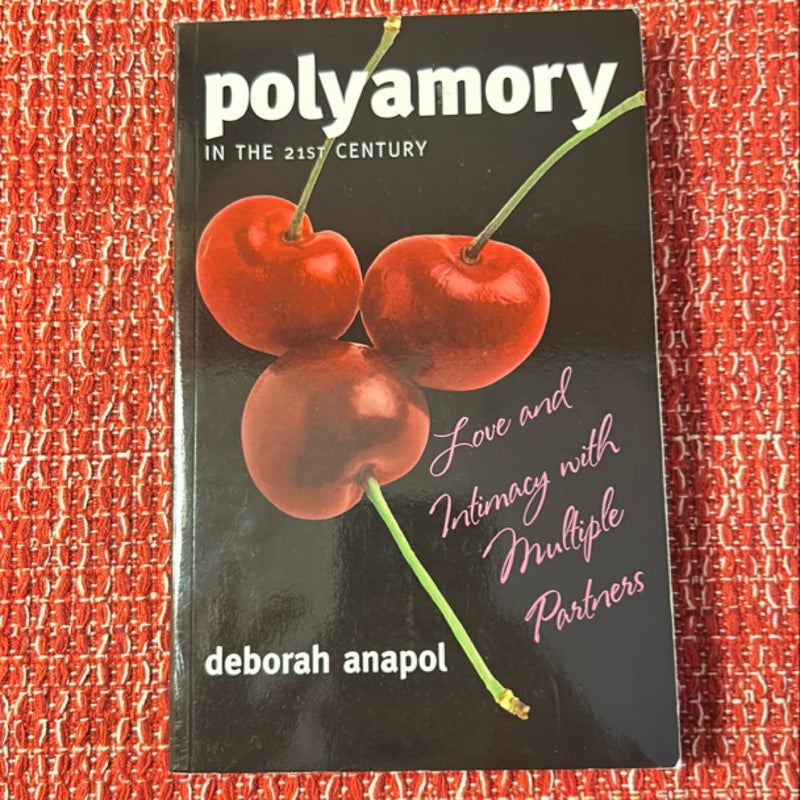 polyamory
IN THE 21ST CENTURY
Love and
Intimacy with
Multiple
Partners
deborah anapol